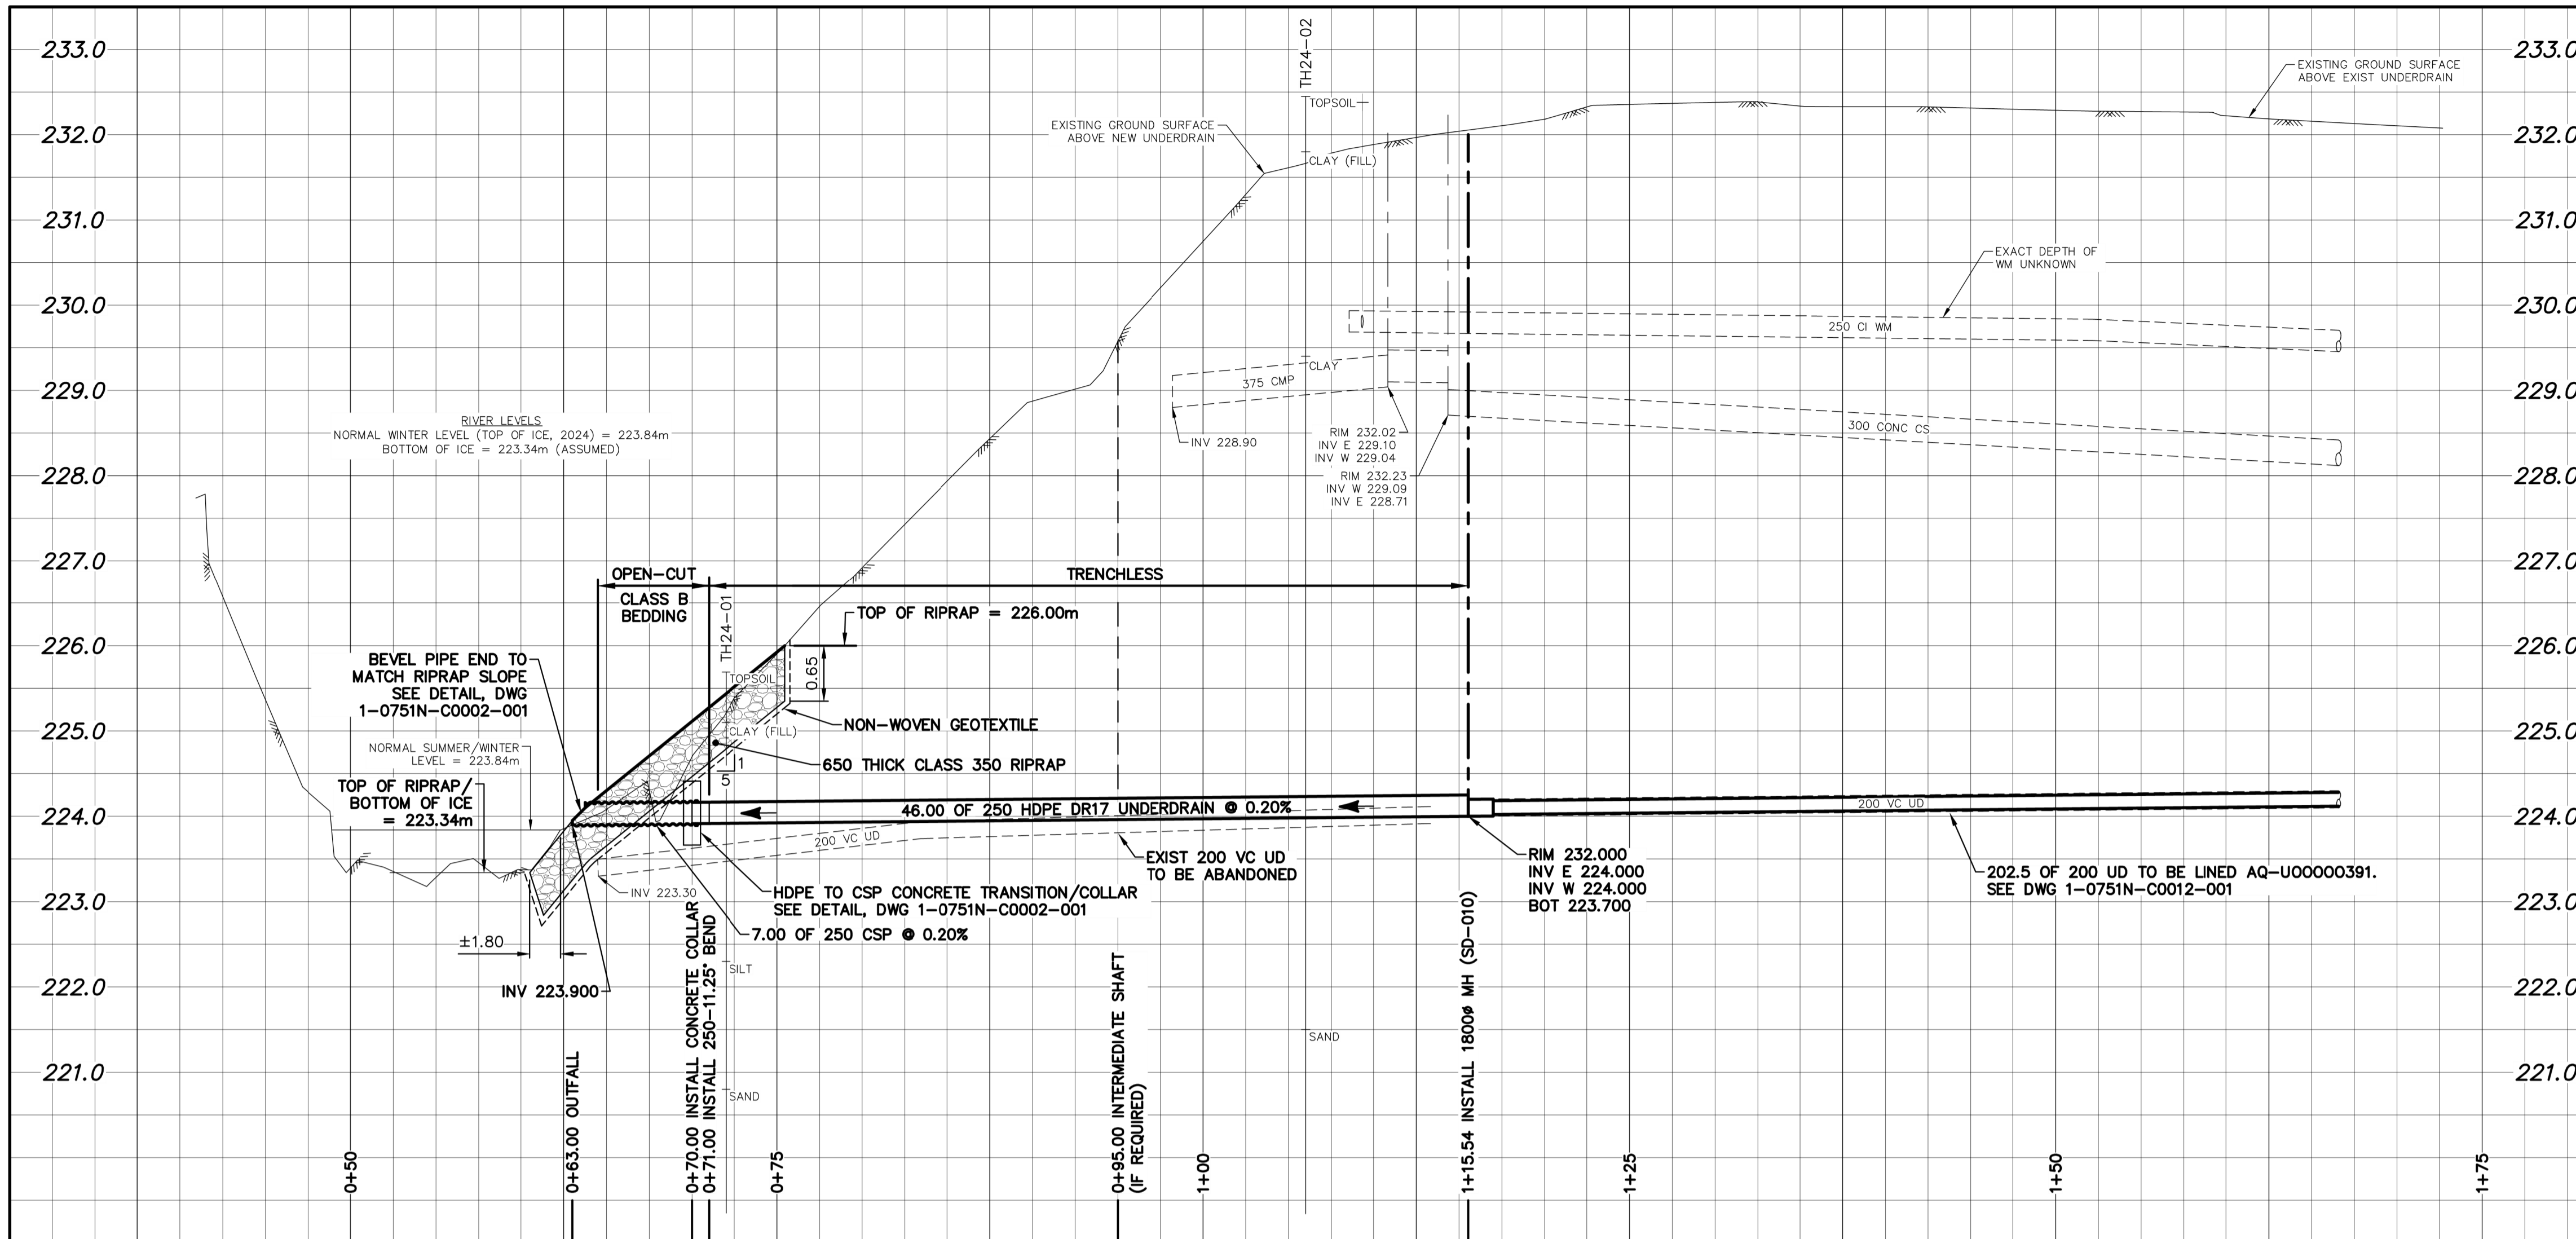 233.0
232.0
231.0
230.0
229.0
228.0
227.0
226.0
225.0
224.0
223.0
222.0
221.0
233.0
232.0
231.0
230.0
229.0
228.0
227.0
226.0
225.0
224.0
223.0
222.0
221.0
TH24-02
TOPSOIL
CLAY (FILL)
CLAY
SAND
EXISTING GROUND SURFACE
ABOVE NEW UNDERDRAIN
EXISTING GROUND SURFACE
ABOVE EXIST UNDERDRAIN
EXACT DEPTH OF
WM UNKNOWN
250 CI WM
375 CMP
300 CONC CS
INV 228.90
RIM 232.02
INV E 229.10
INV W 229.04
RIM 232.23
INV W 229.09
INV E 228.71
RIVER LEVELS
NORMAL WINTER LEVEL (TOP OF ICE, 2024) = 223.84m
BOTTOM OF ICE = 223.34m (ASSUMED)
OPEN-CUT
CLASS B
BEDDING
TRENCHLESS
TH24-01
TOPSOIL
CLAY (FILL)
SILT
SAND
TOP OF RIPRAP = 226.00m
0.65
BEVEL PIPE END TO
MATCH RIPRAP SLOPE
SEE DETAIL, DWG
1-0751N-C0002-001
NORMAL SUMMER/WINTER
LEVEL = 223.84m
TOP OF RIPRAP/
BOTTOM OF ICE
= 223.34m
NON-WOVEN GEOTEXTILE
650 THICK CLASS 350 RIPRAP
1
5
46.00 OF 250 HDPE DR17 UNDERDRAIN @ 0.20%
200 VC UD
200 VC UD
EXIST 200 VC UD
TO BE ABANDONED
INV 223.30
HDPE TO CSP CONCRETE TRANSITION/COLLAR
SEE DETAIL, DWG 1-0751N-C0002-001
7.00 OF 250 CSP @ 0.20%
±1.80
INV 223.900
RIM 232.000
INV E 224.000
INV W 224.000
BOT 223.700
202.5 OF 200 UD TO BE LINED AQ-UO0000391.
SEE DWG 1-0751N-C0012-001
0+50
0+63.00 OUTFALL
0+70.00 INSTALL CONCRETE COLLAR
0+71.00 INSTALL 250-11.25° BEND
0+75
0+95.00 INTERMEDIATE SHAFT
(IF REQUIRED)
1+00
1+15.54 INSTALL 1800ø MH (SD-010)
1+25
1+50
1+75